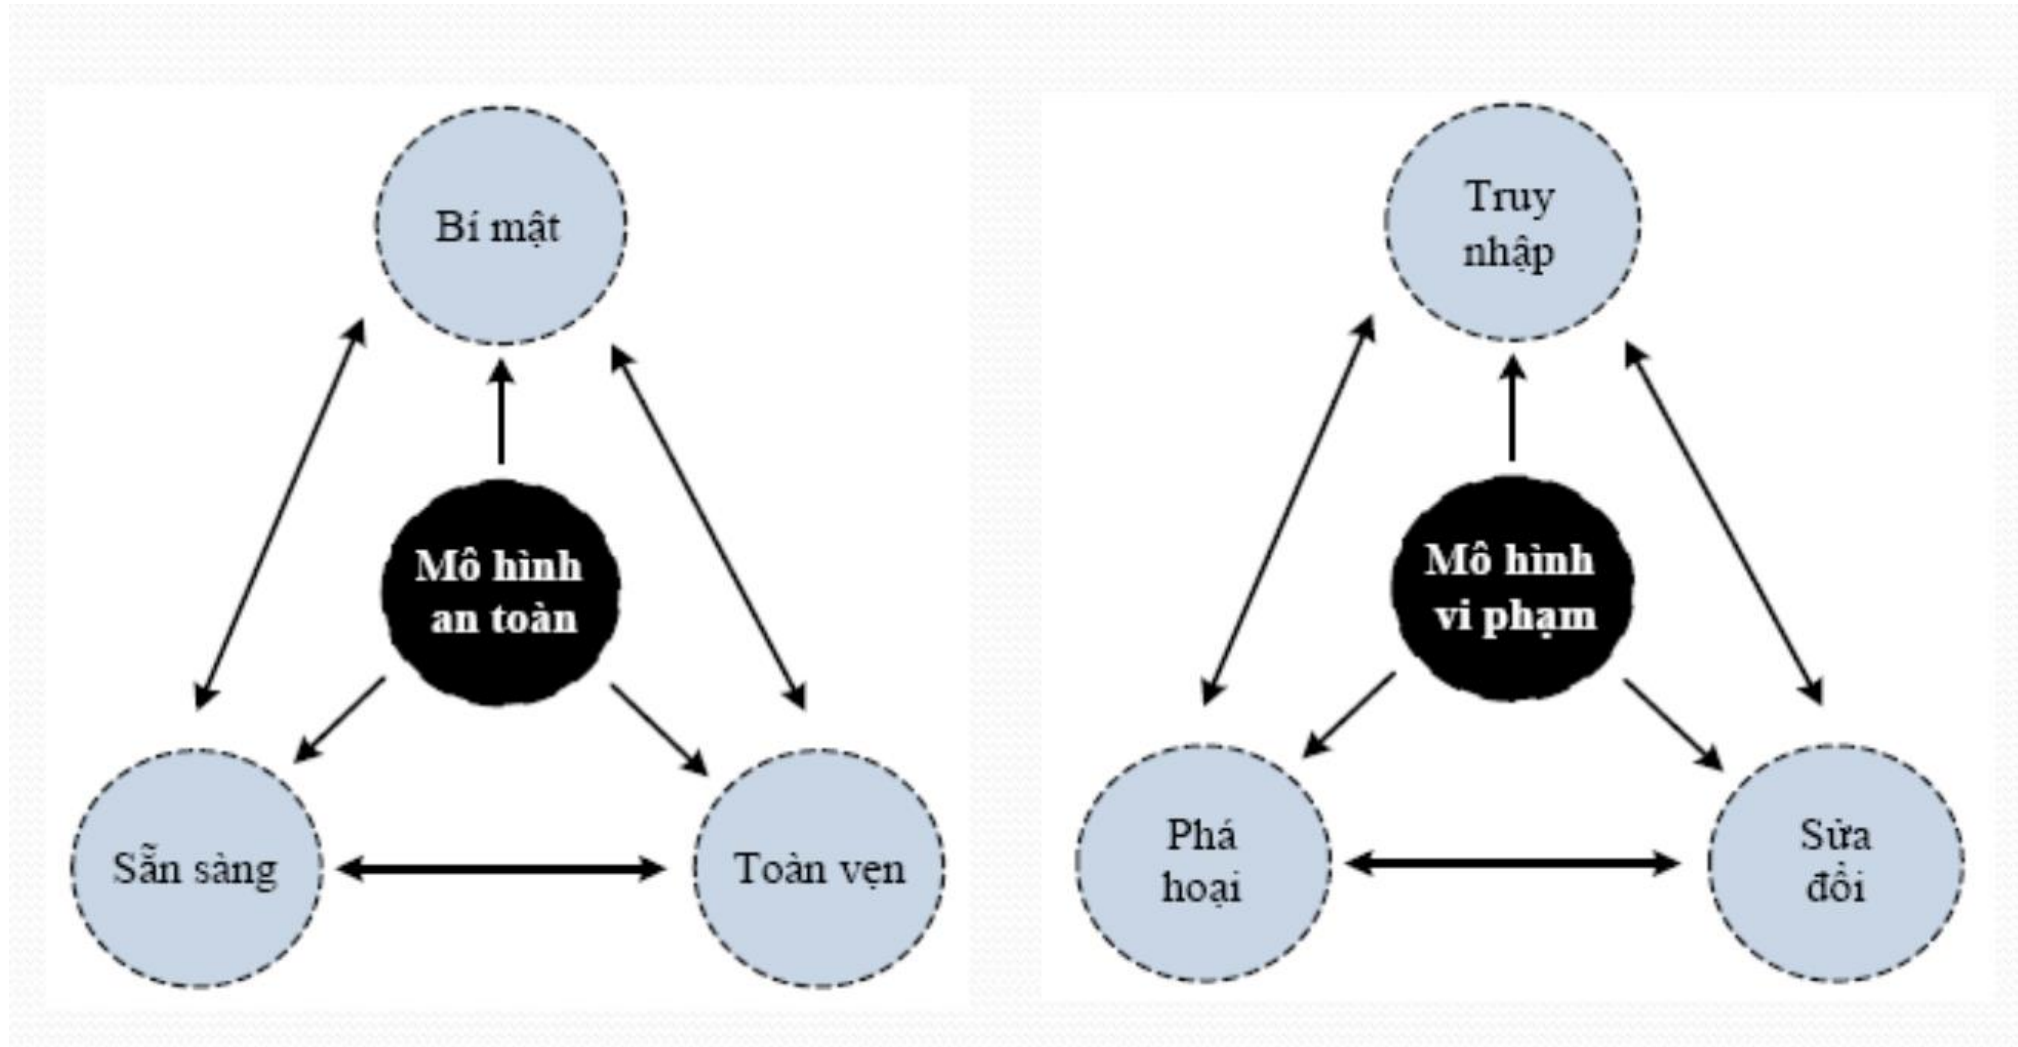 Bí mật
Mô hình
an toàn
Sẵn sàng
Toàn vẹn
Truy
nhập
Mô hình
vi phạm
Phá
hoại
Sửa
đổi